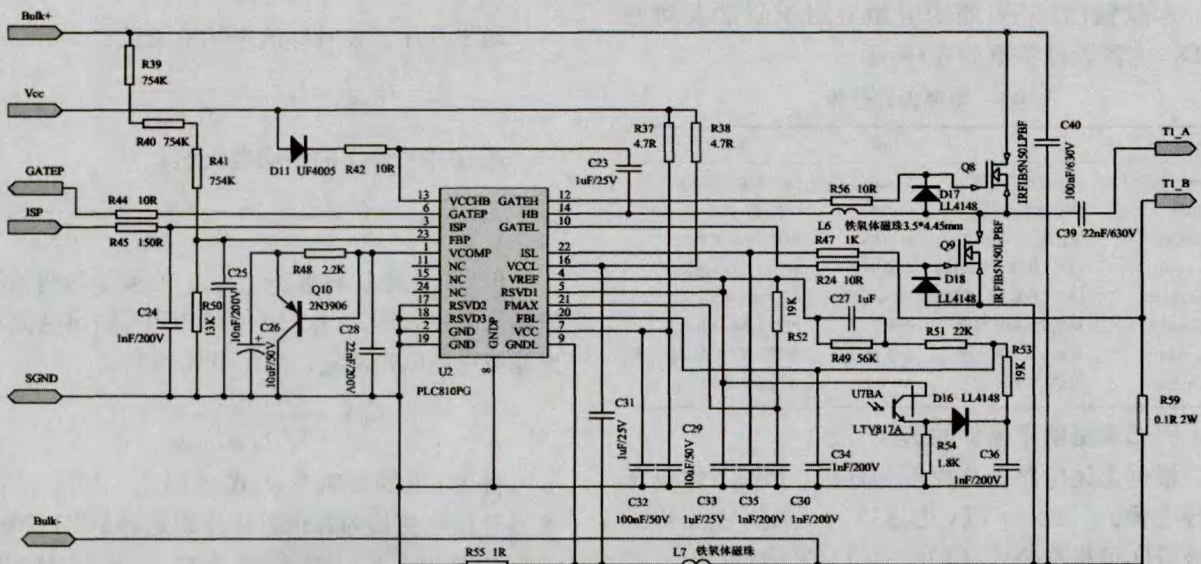 Bulk+
R39
754K
Vcc
R40 754K
R41
754K
D11 UF4005
R42 10R
R37
4.7R
R38
4.7R
C23
1uF/25V
C40
100nF/630V
T1_A
T1_B
GATEP
ISP
R44 10R
R45 150R
13
6
3
23
1
11
15
24
17
18
2
19
VCCHB
GATEP
ISP
FBP
VCOMP
NC
NC
NC
RSVD2
RSVD3
GND
GND
GNDP
8
GATEH
HB
GATEL
ISL
VCCL
VREF
RSVD1
FMAX
FBL
VCC
GNDL
12
14
10
22
16
4
5
21
20
7
9
U2
PLC810PG
R56 10R
L6 铁氧体磁珠3.5*4.45mm
R47 1K
R24 10R
D17
LL4148
Q8
IRFIB5N50LPBF
Q9
D18
LL4148
IRFIB5N50LPBF
C39 22nF/630V
R48 2.2K
Q10
2N3906
C25
10nF/200V
R50
13K
C24
1nF/200V
C26
10uF/50V
C28
22nF/200V
SGND
19K
R52
C27 1uF
R49 56K
R51 22K
R53
19K
U7BA
LTV817A
D16 LL4148
R54
1.8K
C36
1nF/200V
R59
0.1R 2W
C31
1uF/25V
C29
10uF/50V
C34
1nF/200V
C32
100nF/50V
C33
1uF/25V
C35
1nF/200V
C30
1nF/200V
Bulk-
R55 1R
L7 铁氧体磁珠